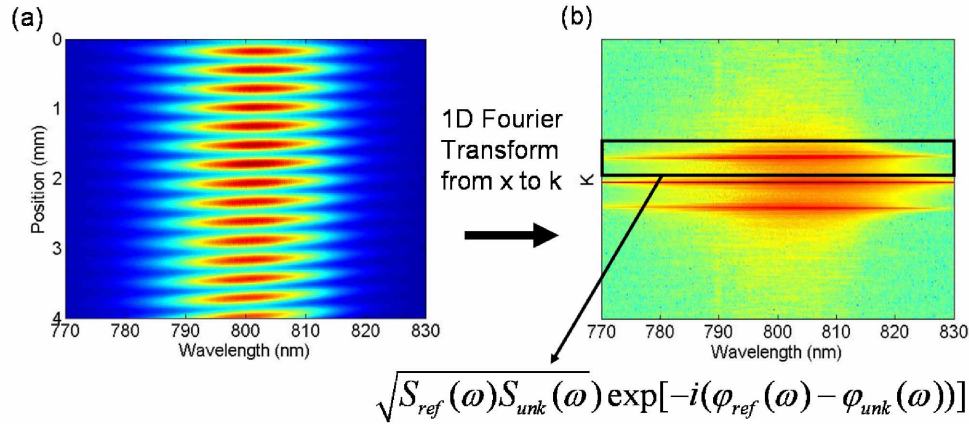 (a)
0
1
2
3
4
Position (mm)
770 780 790 800 810 820 830
Wavelength (nm)
1D Fourier
Transform
from x to k
(b)
K
770 780 790 800 810 820 830
Wavelength (nm)
√S_ref(ω)S_unk(ω) exp[−i(φ_ref(ω)−φ_unk(ω))]